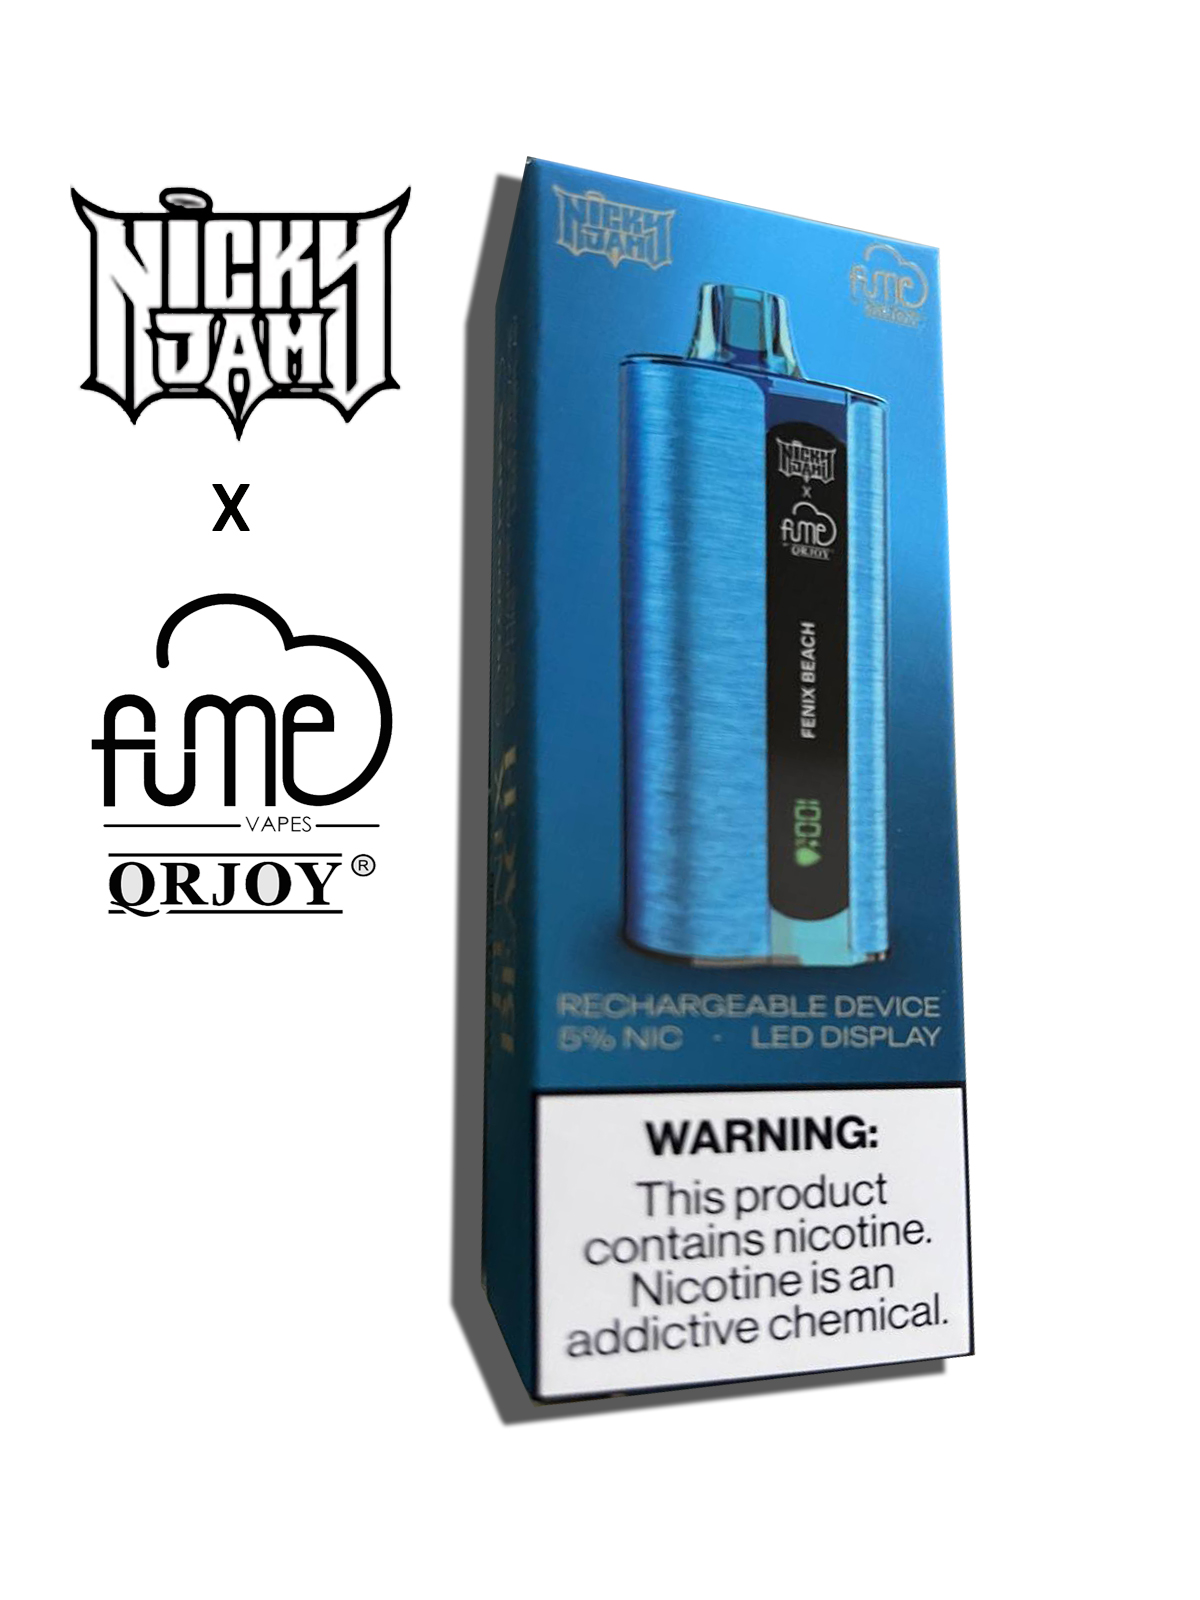 NICKY
JAM
X
fume
VAPES
QRJOY®
NICKY
JAM
fume
QRJOY
NICKY
JAM
X
fume
QRJOY
FENIX BEACH
100%
RECHARGEABLE DEVICE
5% NIC · LED DISPLAY
WARNING:
This product
contains nicotine.
Nicotine is an
addictive chemical.